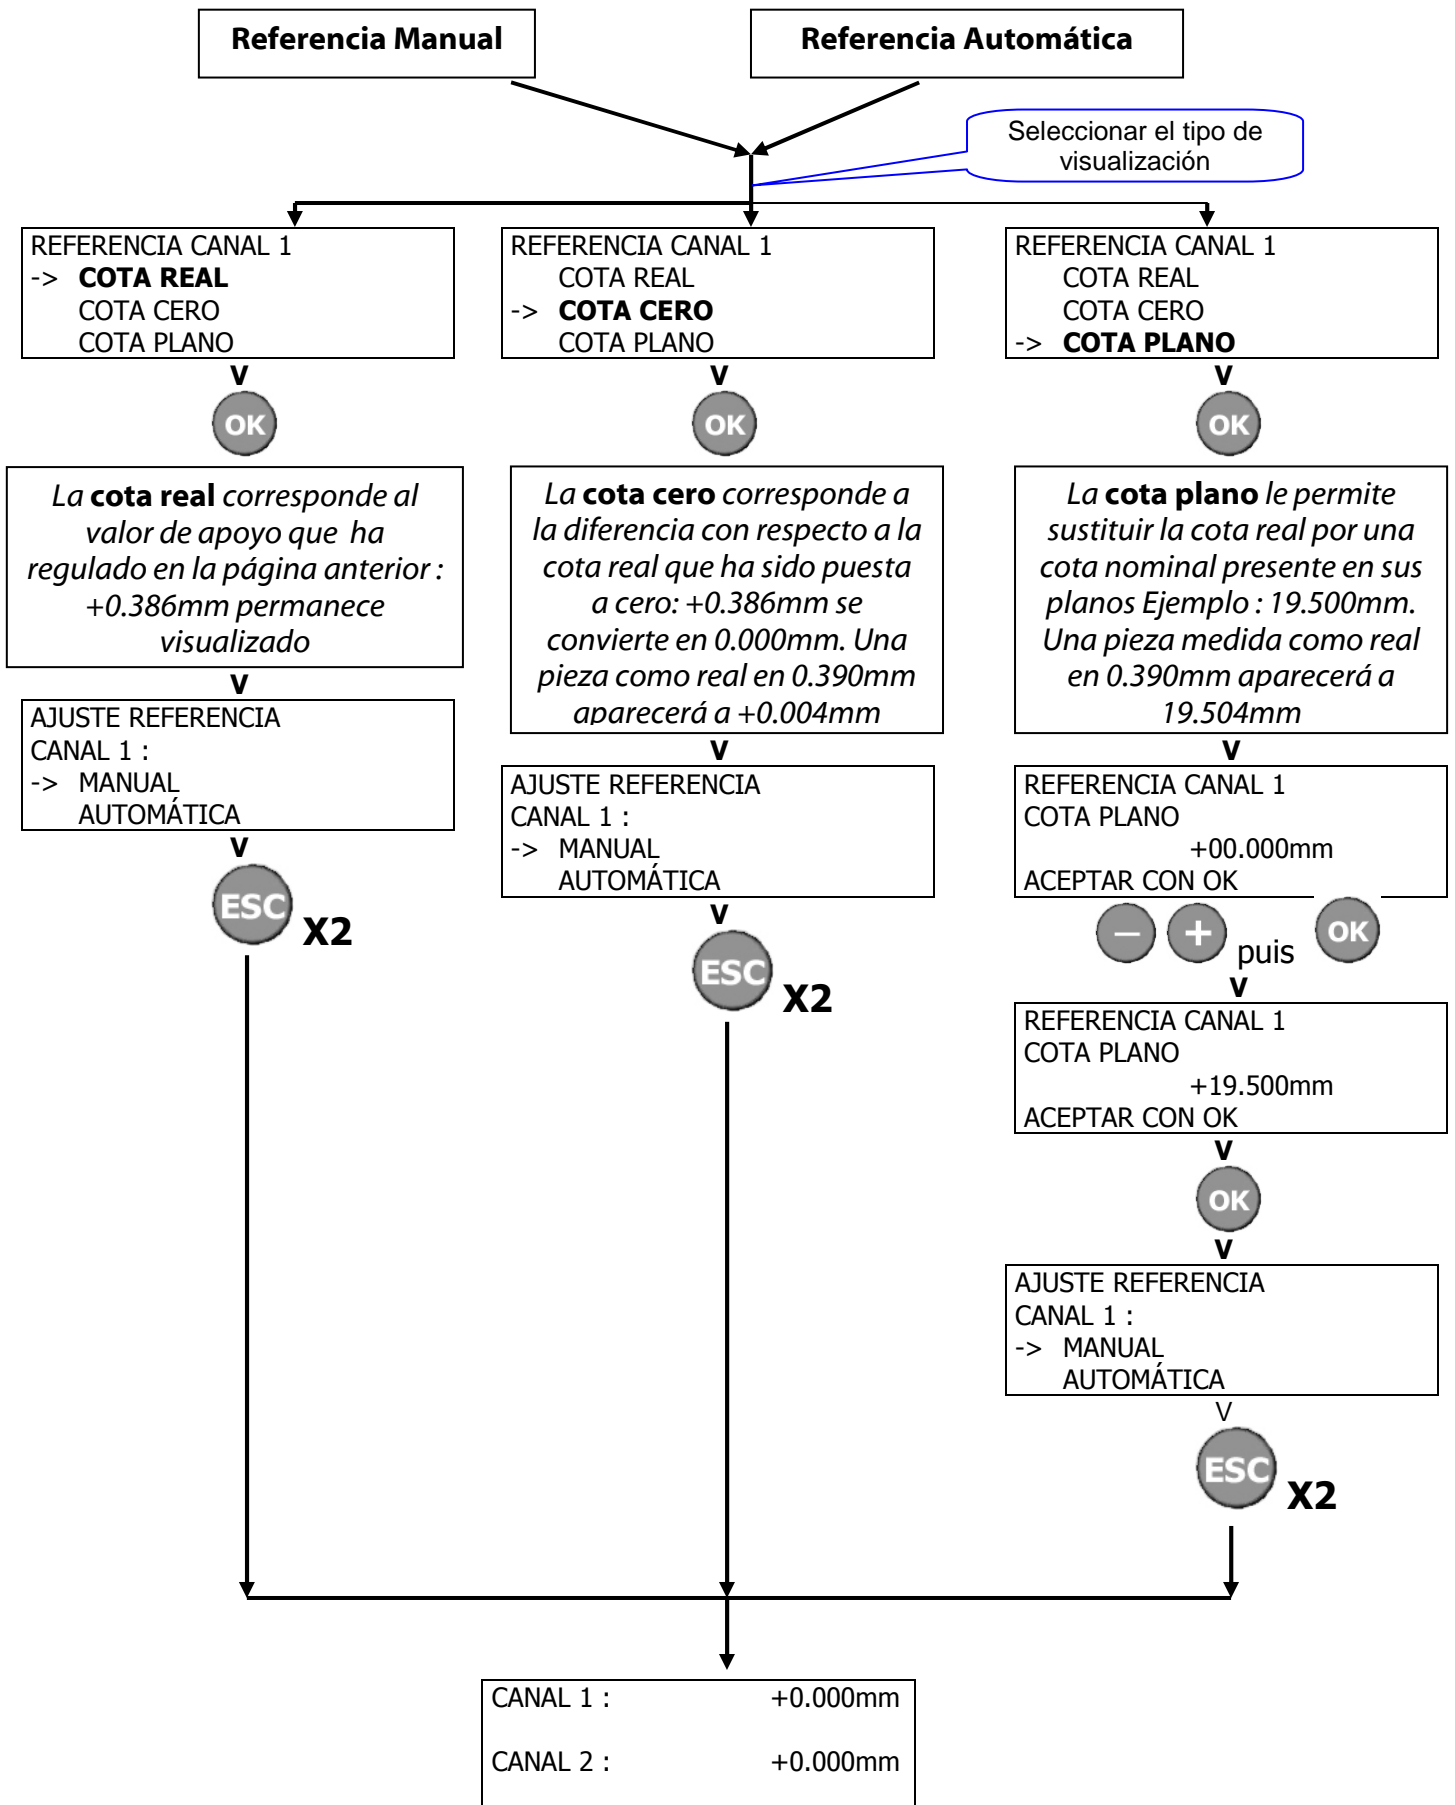 Referencia Manual
Referencia Automática
Seleccionar el tipo de
visualización
REFERENCIA CANAL 1
-> COTA REAL
COTA CERO
COTA PLANO
v
OK
La cota real corresponde al
valor de apoyo que ha
regulado en la página anterior :
+0.386mm permanece
visualizado
v
AJUSTE REFERENCIA
CANAL 1 :
-> MANUAL
AUTOMÁTICA
v
ESC
X2
REFERENCIA CANAL 1
COTA REAL
-> COTA CERO
COTA PLANO
v
OK
La cota cero corresponde a
la diferencia con respecto a la
cota real que ha sido puesta
a cero: +0.386mm se
convierte en 0.000mm. Una
pieza como real en 0.390mm
aparecerá a +0.004mm
v
AJUSTE REFERENCIA
CANAL 1 :
-> MANUAL
AUTOMÁTICA
v
ESC
X2
REFERENCIA CANAL 1
COTA REAL
COTA CERO
-> COTA PLANO
v
OK
La cota plano le permite
sustituir la cota real por una
cota nominal presente en sus
planos Ejemplo : 19.500mm.
Una pieza medida como real
en 0.390mm aparecerá a
19.504mm
v
REFERENCIA CANAL 1
COTA PLANO
+00.000mm
ACEPTAR CON OK
− + puis OK
v
REFERENCIA CANAL 1
COTA PLANO
+19.500mm
ACEPTAR CON OK
v
OK
v
AJUSTE REFERENCIA
CANAL 1 :
-> MANUAL
AUTOMÁTICA
V
ESC
X2
CANAL 1 : +0.000mm
CANAL 2 : +0.000mm